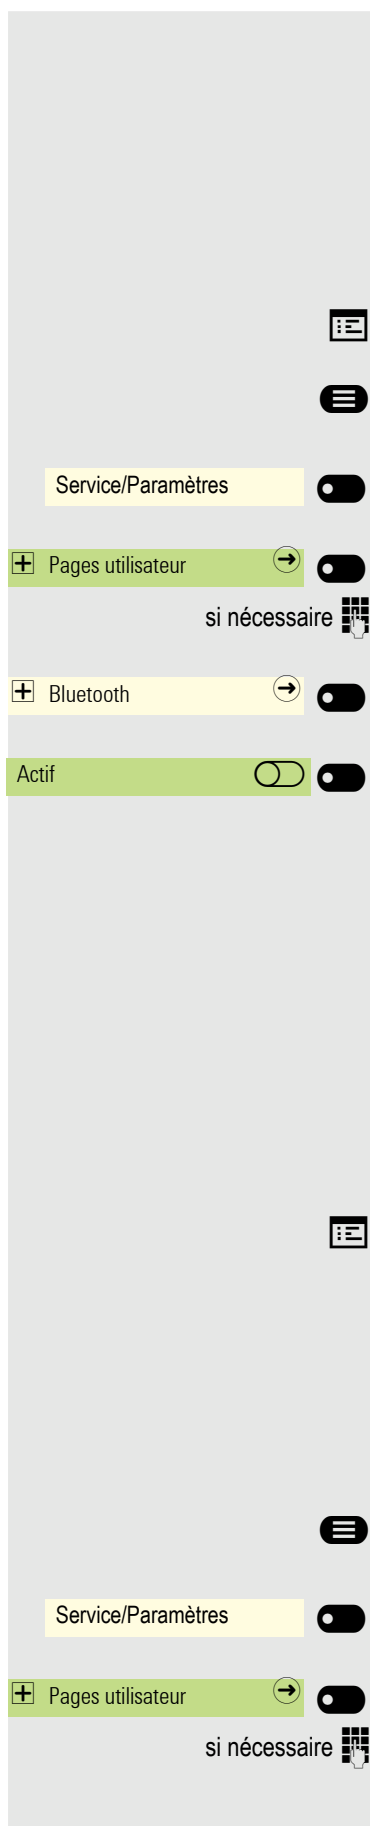 Service/Paramètres
Pages utilisateur
si nécessaire
Bluetooth
Actif
Service/Paramètres
Pages utilisateur
si nécessaire